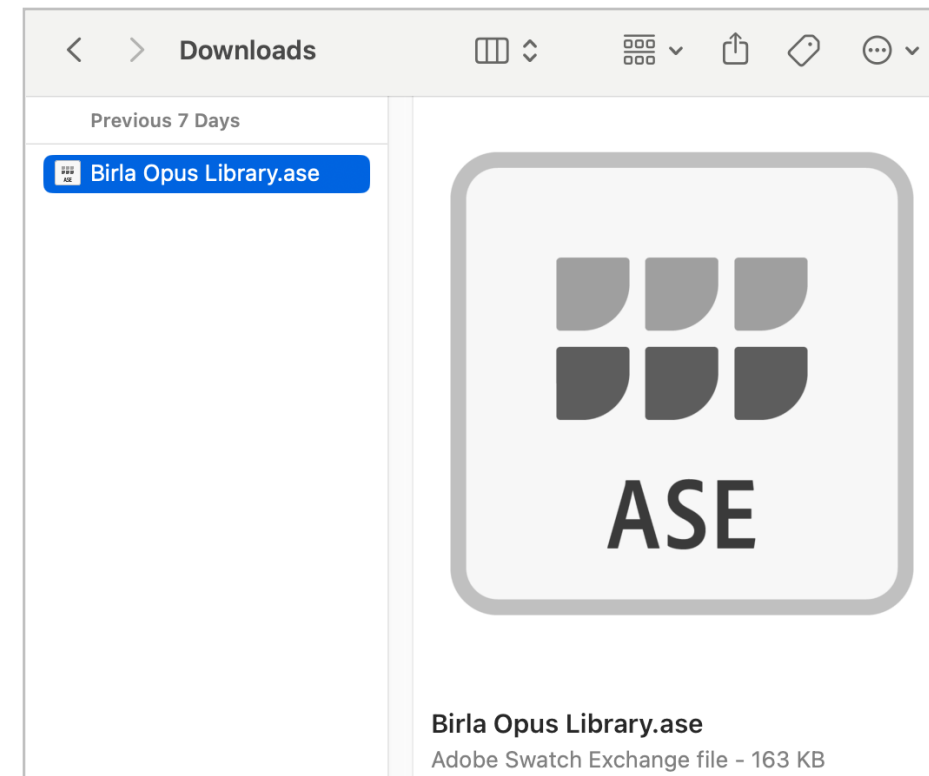 Downloads
Previous 7 Days
ASE
Birla Opus Library.ase
ASE
Birla Opus Library.ase
Adobe Swatch Exchange file - 163 KB